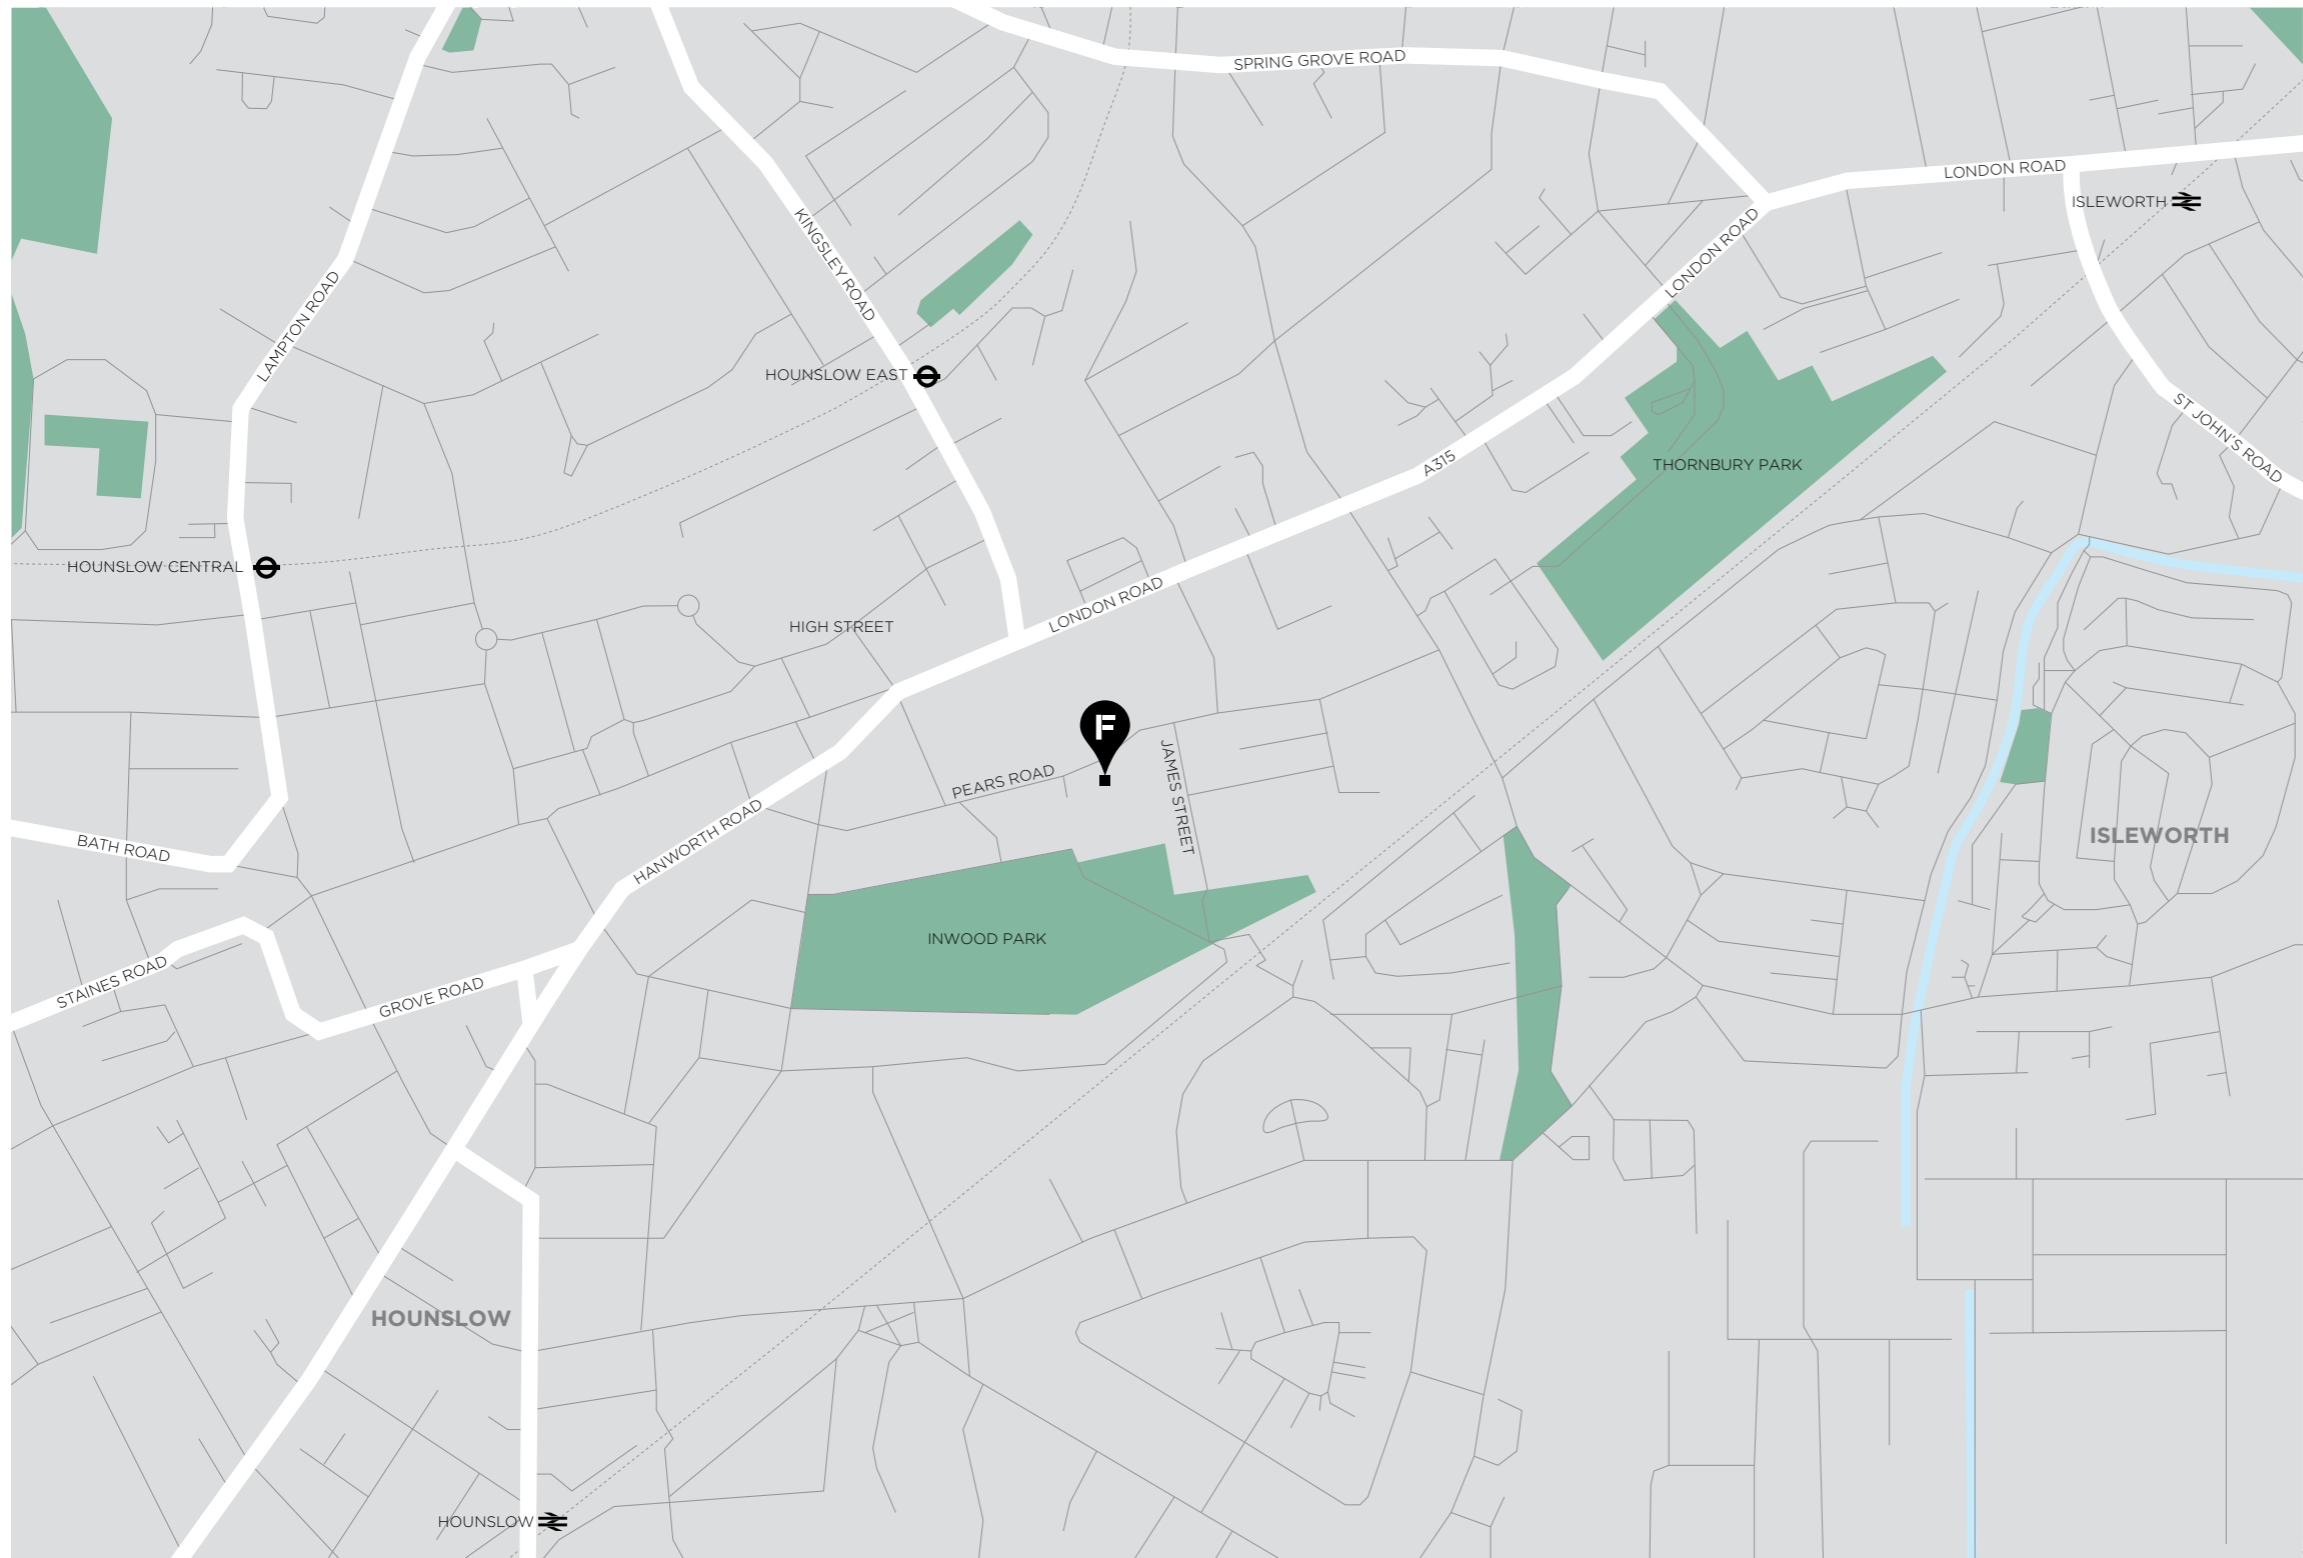 SPRING GROVE ROAD
LONDON ROAD
ISLEWORTH
KINGSLEY ROAD
LONDON ROAD
LAMPTON ROAD
HOUNSLOW EAST
ST JOHN'S ROAD
A315
THORNBURY PARK
HOUNSLOW CENTRAL
LONDON ROAD
HIGH STREET
F
JAMES STREET
PEARS ROAD
HANWORTH ROAD
BATH ROAD
ISLEWORTH
INWOOD PARK
STAINES ROAD
GROVE ROAD
HOUNSLOW
HOUNSLOW